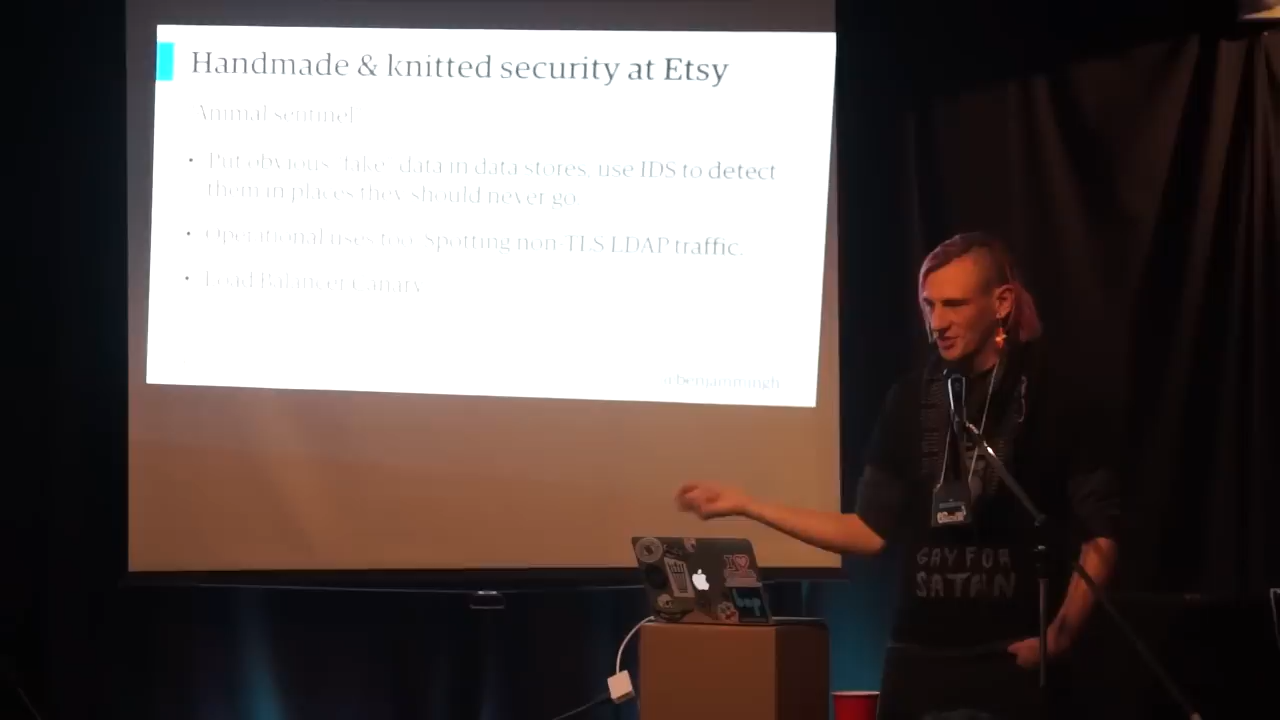 Handmade & knitted security at Etsy
Animal sentinel
• Put obvious "fake" data in data stores, use IDS to detect
them in places they should never go
• Operational uses too. Spotting non-TLS LDAP traffic.
• Load Balancer Canary
@benjammingh
GAY FOR
SATAN
I